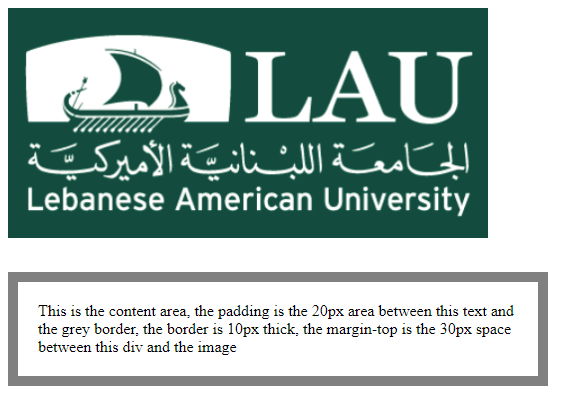 LAU
الجامعة اللبنانية الأميركية
Lebanese American University
This is the content area, the padding is the 20px area between this text and
the grey border, the border is 10px thick, the margin-top is the 30px space
between this div and the image